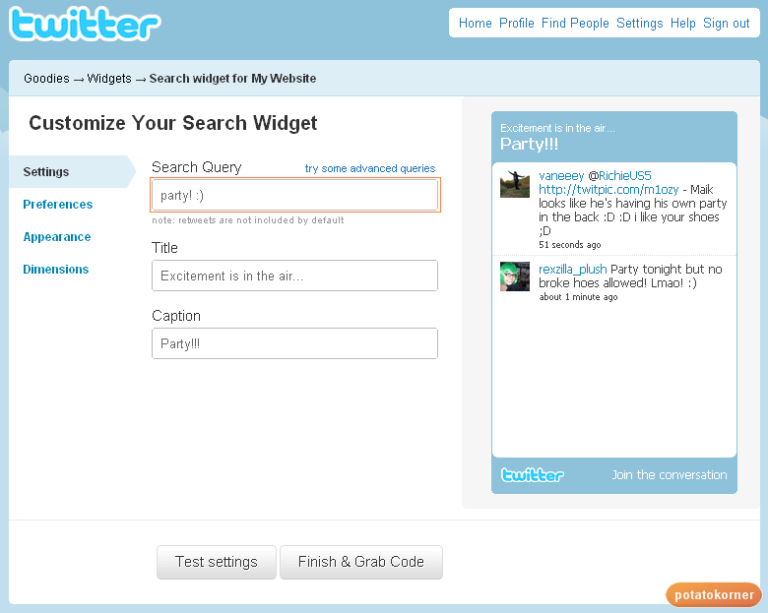 twitter
Home Profile Find People Settings Help Sign out
Goodies → Widgets → Search widget for My Website
Customize Your Search Widget
Settings
Preferences
Appearance
Dimensions
Search Query try some advanced queries
party! :)
note: retweets are not included by default
Title
Excitement is in the air...
Caption
Party!!!
Excitement is in the air...
Party!!!
vaneeey @RichieUS5
http://twitpic.com/m1ozy - Maik
looks like he's having his own party
in the back :D :D i like your shoes
;D
51 seconds ago
rexzilla_plush Party tonight but no
broke hoes allowed! Lmao! :)
about 1 minute ago
twitter Join the conversation
Test settings Finish & Grab Code
potatokorner